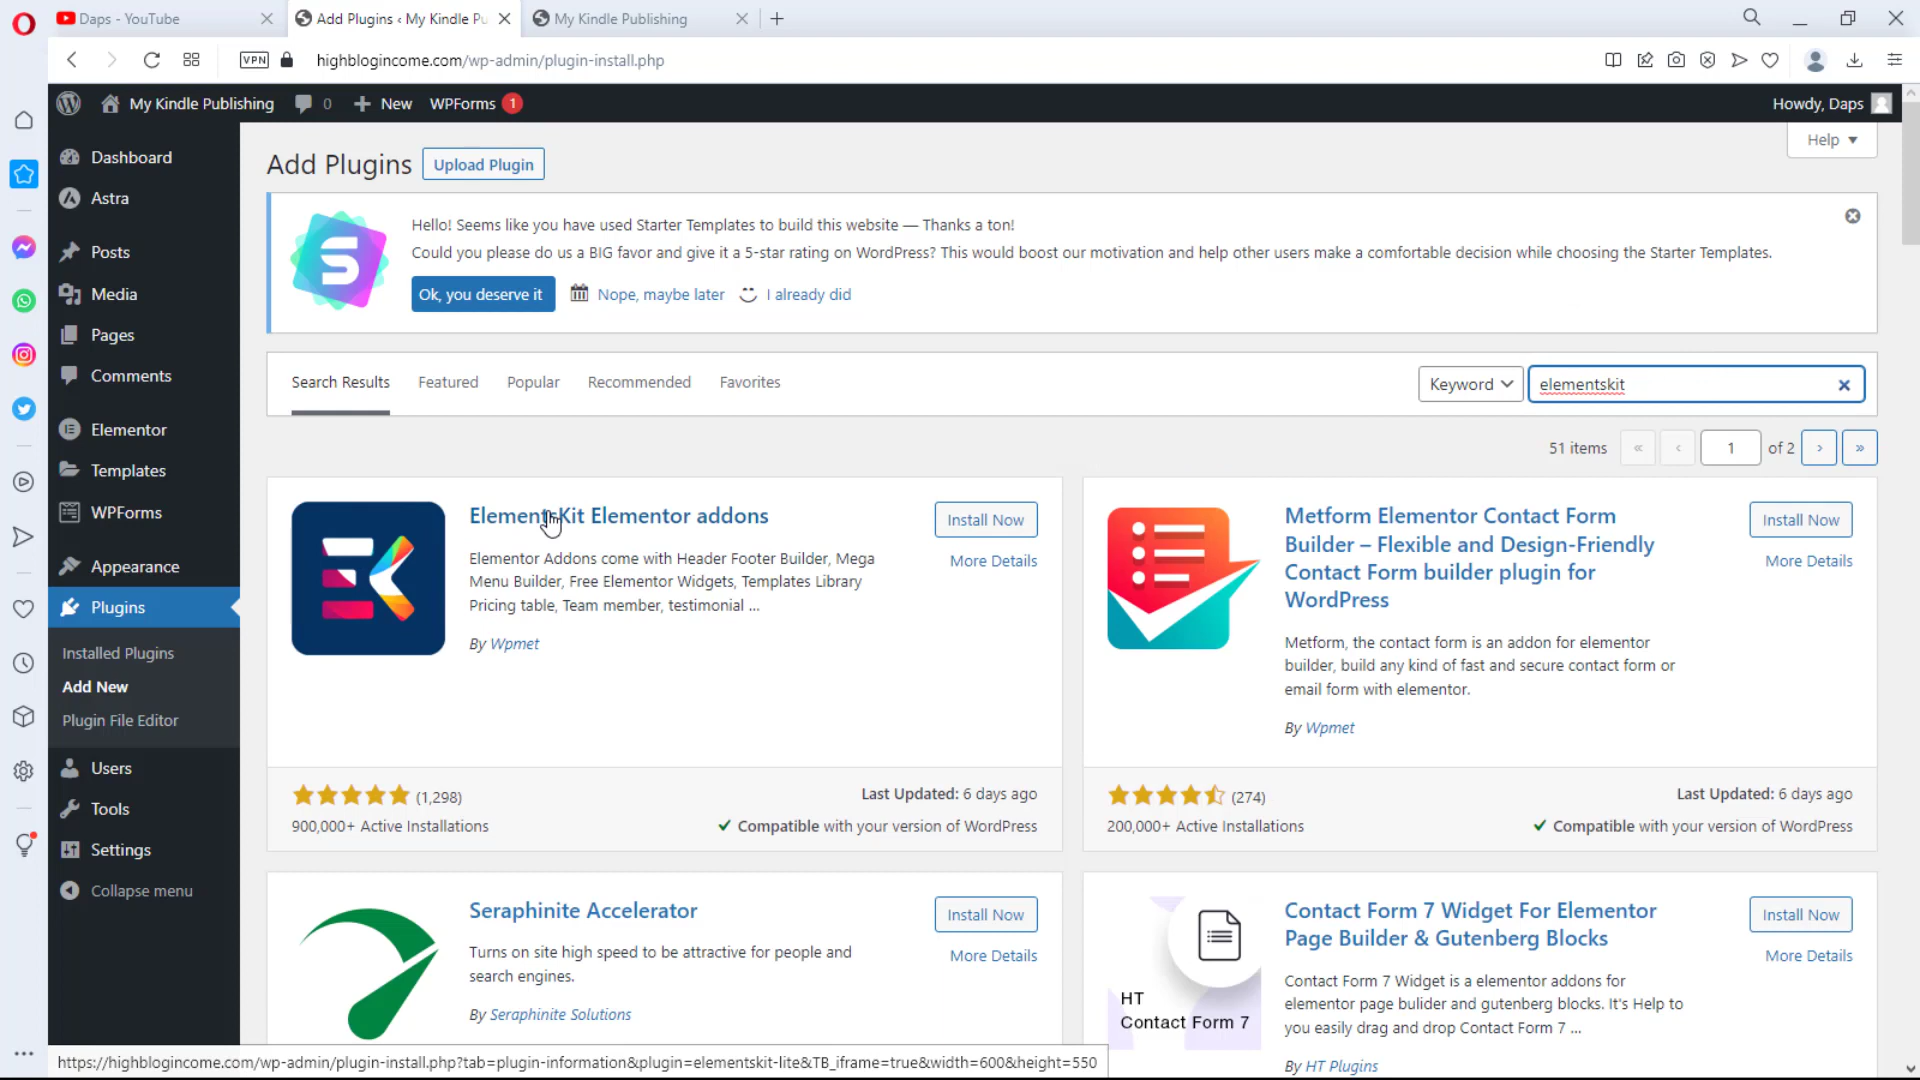 Daps - YouTube
Add Plugins ‹ My Kindle Pu
My Kindle Publishing
VPN
highblogincome.com/wp-admin/plugin-install.php
My Kindle Publishing
0
New
WPForms 1
Howdy, Daps
Dashboard
Astra
Posts
Media
Pages
Comments
Elementor
Templates
WPForms
Appearance
Plugins
Installed Plugins
Add New
Plugin File Editor
Users
Tools
Settings
Collapse menu
Add Plugins
Upload Plugin
Help
Hello! Seems like you have used Starter Templates to build this website — Thanks a ton!
Could you please do us a BIG favor and give it a 5-star rating on WordPress? This would boost our motivation and help other users make a comfortable decision while choosing the Starter Templates.
Ok, you deserve it
Nope, maybe later
I already did
Search Results
Featured
Popular
Recommended
Favorites
Keyword
elementskit
51 items
«
‹
1
of 2
›
»
ElementsKit Elementor addons
Install Now
More Details
Elementor Addons come with Header Footer Builder, Mega
Menu Builder, Free Elementor Widgets, Templates Library
Pricing table, Team member, testimonial ...
By Wpmet
(1,298)
900,000+ Active Installations
Last Updated: 6 days ago
Compatible with your version of WordPress
Metform Elementor Contact Form
Builder – Flexible and Design-Friendly
Contact Form builder plugin for
WordPress
Install Now
More Details
Metform, the contact form is an addon for elementor
builder, build any kind of fast and secure contact form or
email form with elementor.
By Wpmet
(274)
200,000+ Active Installations
Last Updated: 6 days ago
Compatible with your version of WordPress
Seraphinite Accelerator
Install Now
More Details
Turns on site high speed to be attractive for people and
search engines.
By Seraphinite Solutions
HT
Contact Form 7
Contact Form 7 Widget For Elementor
Page Builder & Gutenberg Blocks
Install Now
More Details
Contact Form 7 Widget is a elementor addons for
elementor page builider and gutenberg blocks. It's Help to
you easily drag and drop Contact Form 7 ...
By HT Plugins
https://highblogincome.com/wp-admin/plugin-install.php?tab=plugin-information&plugin=elementskit-lite&TB_iframe=true&width=600&height=550